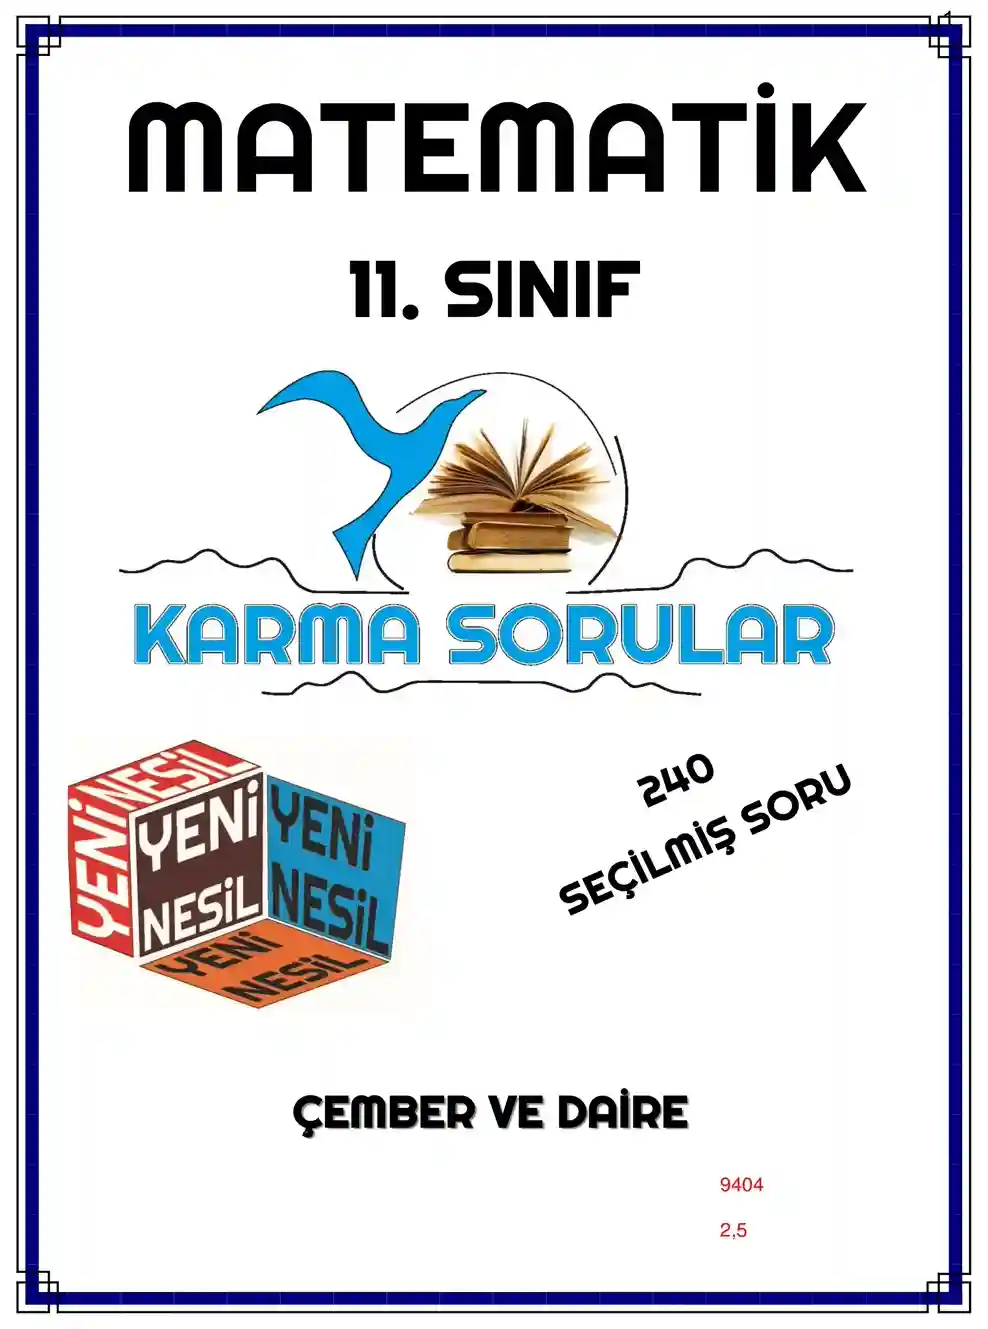 1
MATEMATİK
11. SINIF
KARMA SORULAR
YENİ NESİL
YENİ
NESİL
YENİ
NESİL
YENİ
NESİL
240
SEÇİLMİŞ SORU
ÇEMBER VE DAİRE
9404
2,5